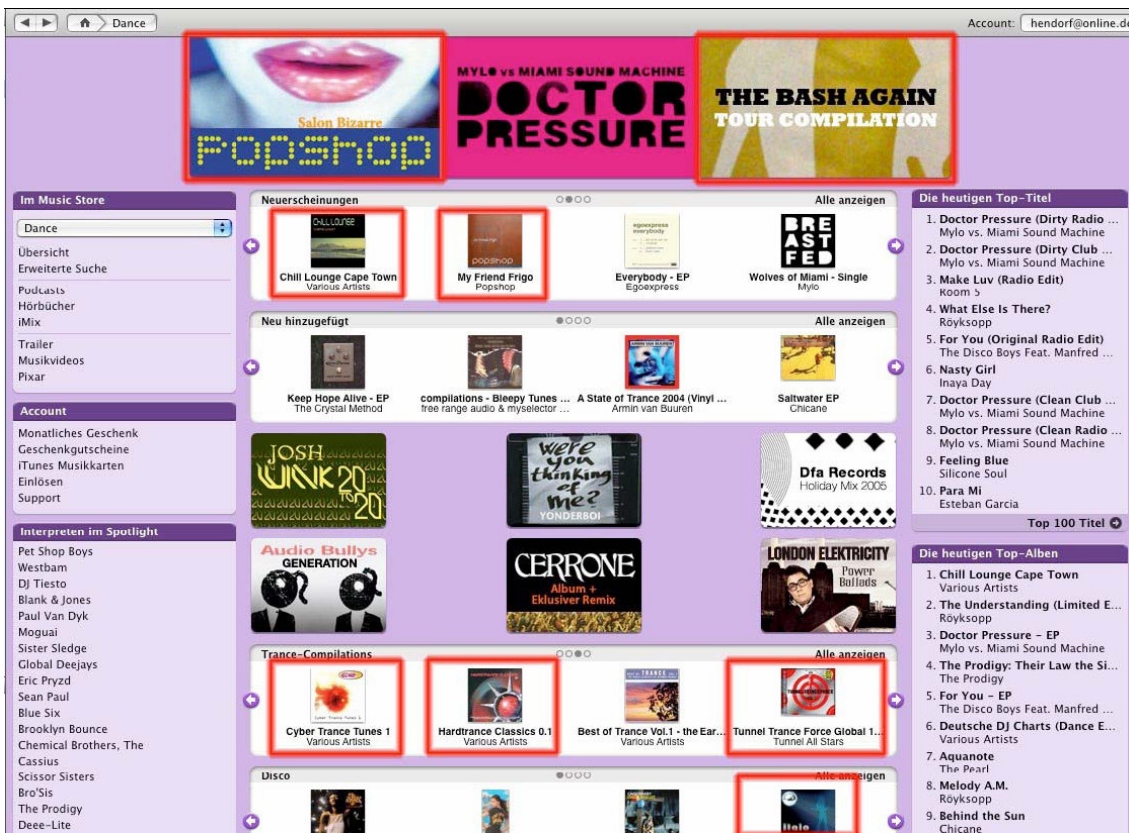 Dance
Account: hendorf@online.de
Salon Bizarre
POPSHOP
MYLO vs MIAMI SOUND MACHINE
DOCTOR
PRESSURE
THE BASH AGAIN
TOUR COMPILATION
Im Music Store
Dance
Übersicht
Erweiterte Suche
Podcasts
Hörbücher
iMix
Trailer
Musikvideos
Pixar
Account
Monatliches Geschenk
Geschenkgutscheine
iTunes Musikkarten
Einlösen
Support
Interpreten im Spotlight
Pet Shop Boys
Westbam
DJ Tiesto
Blank & Jones
Paul Van Dyk
Moguai
Sister Sledge
Global Deejays
Eric Pryzd
Sean Paul
Blue Six
Brooklyn Bounce
Chemical Brothers, The
Cassius
Scissor Sisters
Bro'Sis
The Prodigy
Deee-Lite
Neuerscheinungen
Alle anzeigen
CHILL LOUNGE
popshop
egoexpress
everybody
BRE
AST
FED
Chill Lounge Cape Town
Various Artists
My Friend Frigo
Popshop
Everybody - EP
Egoexpress
Wolves of Miami - Single
Mylo
Neu hinzugefügt
Alle anzeigen
Keep Hope Alive - EP
The Crystal Method
compilations - Bleepy Tunes ...
free range audio & myselector ...
A State of Trance 2004 (Vinyl ...
Armin van Buuren
Saltwater EP
Chicane
JOSH
WINK 20
TO 20
were
you
thinking
of
me?
YONDERBOI
Dfa Records
Holiday Mix 2005
Audio Bullys
GENERATION
CERRONE
Album +
Eklusiver Remix
LONDON ELEKTRICITY
Power
Ballads
Trance-Compilations
Alle anzeigen
Cyber Trance Tunes 1
Cyber Trance Tunes 1
Various Artists
Hardtrance Classics 0.1
Various Artists
Best of Trance Vol.1 - the Ear...
Various Artists
Tunnel Trance Force Global 1...
Tunnel All Stars
Disco
Alle anzeigen
Italo
Die heutigen Top-Titel
1. Doctor Pressure (Dirty Radio ...
Mylo vs. Miami Sound Machine
2. Doctor Pressure (Dirty Club ...
Mylo vs. Miami Sound Machine
3. Make Luv (Radio Edit)
Room 5
4. What Else Is There?
Röyksopp
5. For You (Original Radio Edit)
The Disco Boys Feat. Manfred ...
6. Nasty Girl
Inaya Day
7. Doctor Pressure (Clean Club ...
Mylo vs. Miami Sound Machine
8. Doctor Pressure (Clean Radio ...
Mylo vs. Miami Sound Machine
9. Feeling Blue
Silicone Soul
10. Para Mi
Esteban Garcia
Top 100 Titel
Die heutigen Top-Alben
1. Chill Lounge Cape Town
Various Artists
2. The Understanding (Limited E...
Röyksopp
3. Doctor Pressure - EP
Mylo vs. Miami Sound Machine
4. The Prodigy: Their Law the Si...
The Prodigy
5. For You - EP
The Disco Boys Feat. Manfred ...
6. Deutsche DJ Charts (Dance E...
Various Artists
7. Aquanote
The Pearl
8. Melody A.M.
Röyksopp
9. Behind the Sun
Chicane